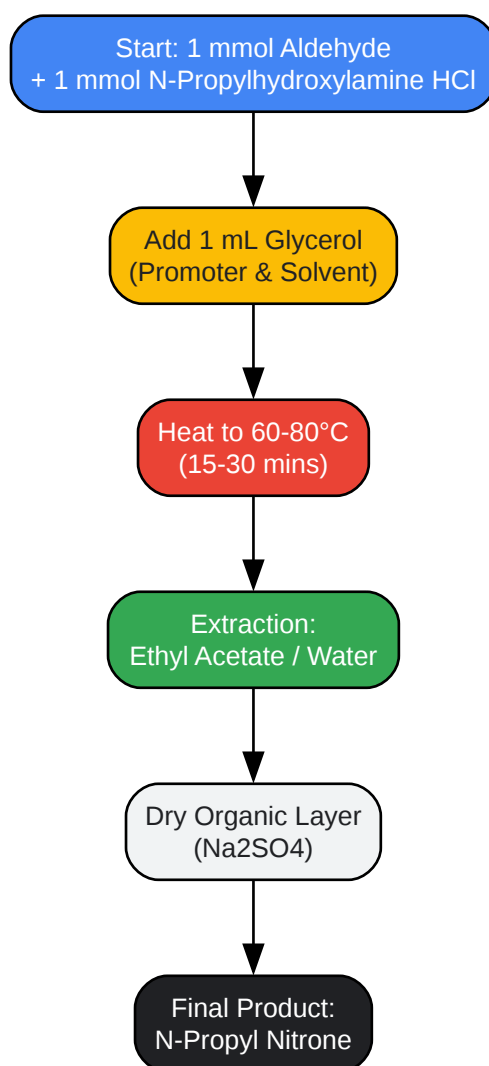 Start: 1 mmol Aldehyde
+ 1 mmol N-Propylhydroxylamine HCl
Add 1 mL Glycerol
(Promoter & Solvent)
Heat to 60-80°C
(15-30 mins)
Extraction:
Ethyl Acetate / Water
Dry Organic Layer
(Na2SO4)
Final Product:
N-Propyl Nitrone